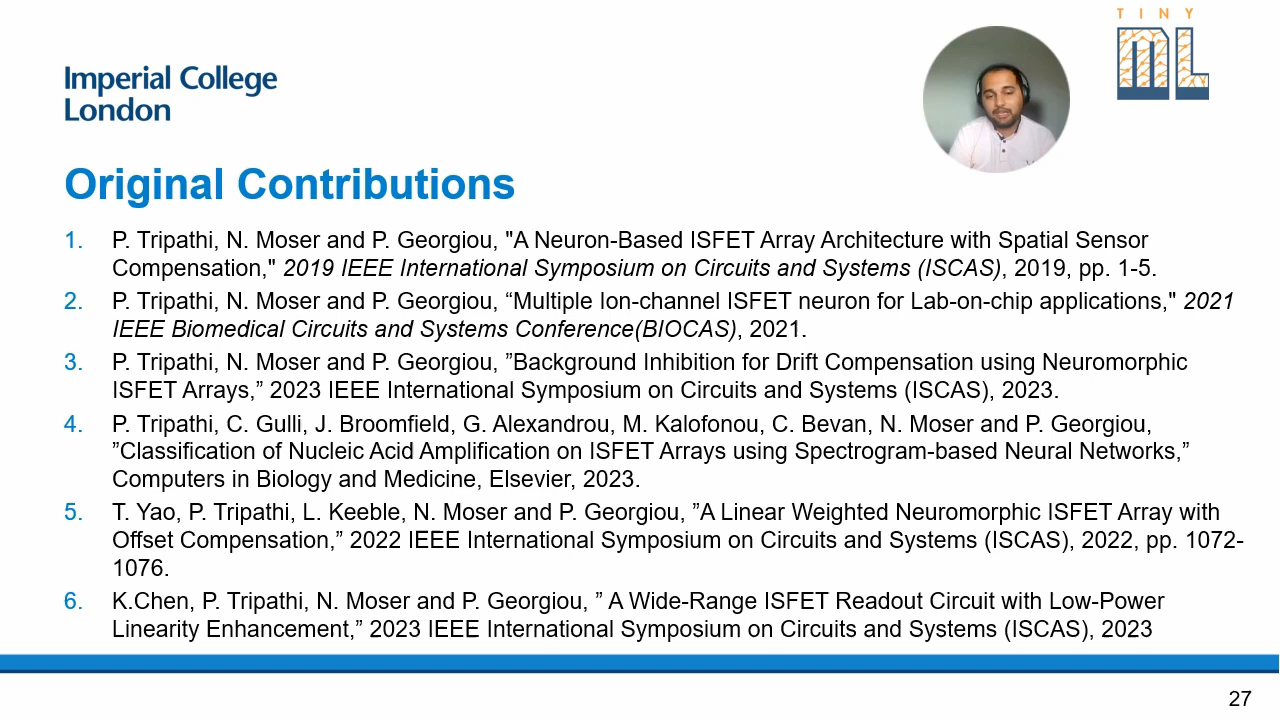 TINY
ML
Imperial College
London
Original Contributions
1. P. Tripathi, N. Moser and P. Georgiou, "A Neuron-Based ISFET Array Architecture with Spatial Sensor
Compensation," 2019 IEEE International Symposium on Circuits and Systems (ISCAS), 2019, pp. 1-5.
2. P. Tripathi, N. Moser and P. Georgiou, “Multiple Ion-channel ISFET neuron for Lab-on-chip applications," 2021
IEEE Biomedical Circuits and Systems Conference(BIOCAS), 2021.
3. P. Tripathi, N. Moser and P. Georgiou, ”Background Inhibition for Drift Compensation using Neuromorphic
ISFET Arrays,” 2023 IEEE International Symposium on Circuits and Systems (ISCAS), 2023.
4. P. Tripathi, C. Gulli, J. Broomfield, G. Alexandrou, M. Kalofonou, C. Bevan, N. Moser and P. Georgiou,
”Classification of Nucleic Acid Amplification on ISFET Arrays using Spectrogram-based Neural Networks,”
Computers in Biology and Medicine, Elsevier, 2023.
5. T. Yao, P. Tripathi, L. Keeble, N. Moser and P. Georgiou, ”A Linear Weighted Neuromorphic ISFET Array with
Offset Compensation,” 2022 IEEE International Symposium on Circuits and Systems (ISCAS), 2022, pp. 1072-
1076.
6. K.Chen, P. Tripathi, N. Moser and P. Georgiou, ” A Wide-Range ISFET Readout Circuit with Low-Power
Linearity Enhancement,” 2023 IEEE International Symposium on Circuits and Systems (ISCAS), 2023
27